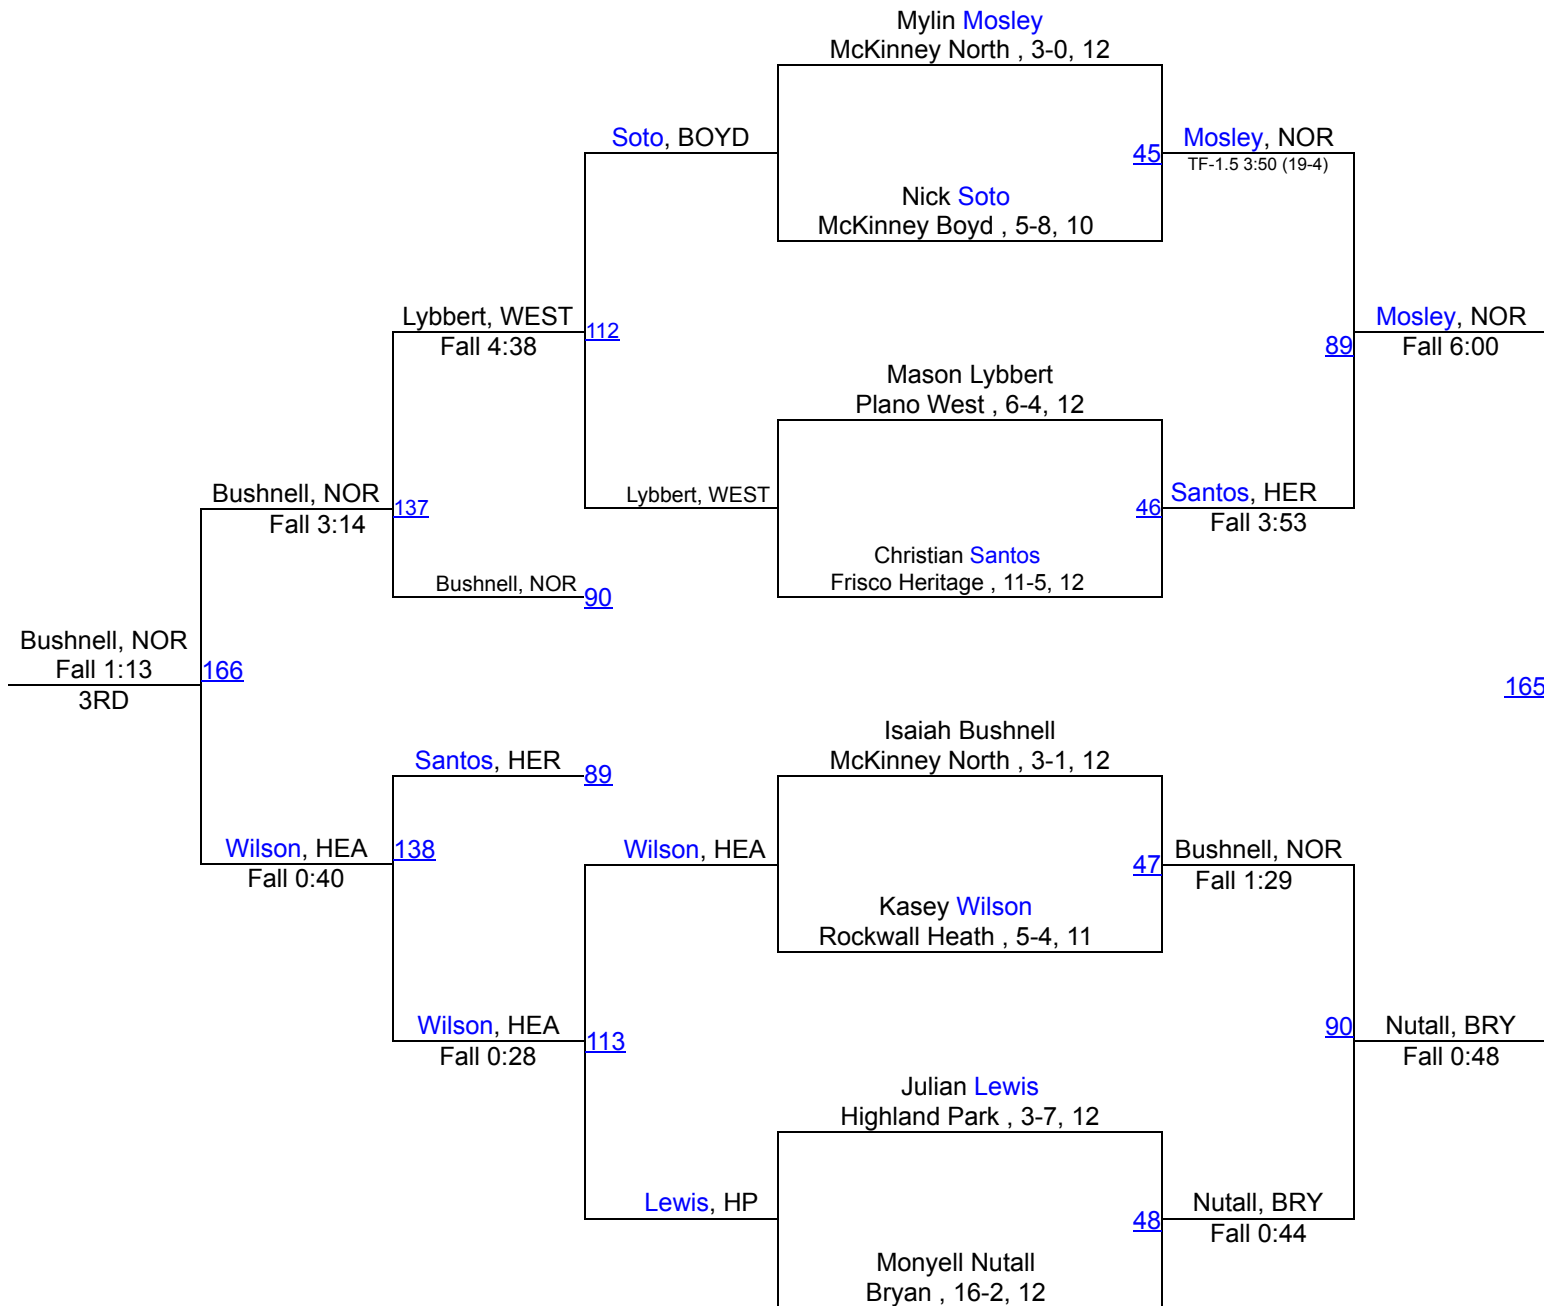 Mylin Mosley
McKinney North , 3-0, 12
Soto, BOYD
45
Mosley, NOR
TF-1.5 3:50 (19-4)
Nick Soto
McKinney Boyd , 5-8, 10
Lybbert, WEST
Fall 4:38
112
Mosley, NOR
Fall 6:00
89
Mason Lybbert
Plano West , 6-4, 12
Bushnell, NOR
Fall 3:14
137
Lybbert, WEST
46
Santos, HER
Fall 3:53
Christian Santos
Frisco Heritage , 11-5, 12
Bushnell, NOR
90
Bushnell, NOR
Fall 1:13
3RD
166
165
Isaiah Bushnell
McKinney North , 3-1, 12
Santos, HER
89
Wilson, HEA
Fall 0:40
138
Wilson, HEA
47
Bushnell, NOR
Fall 1:29
Kasey Wilson
Rockwall Heath , 5-4, 11
Wilson, HEA
Fall 0:28
113
90
Nutall, BRY
Fall 0:48
Julian Lewis
Highland Park , 3-7, 12
Lewis, HP
48
Nutall, BRY
Fall 0:44
Monyell Nutall
Bryan , 16-2, 12